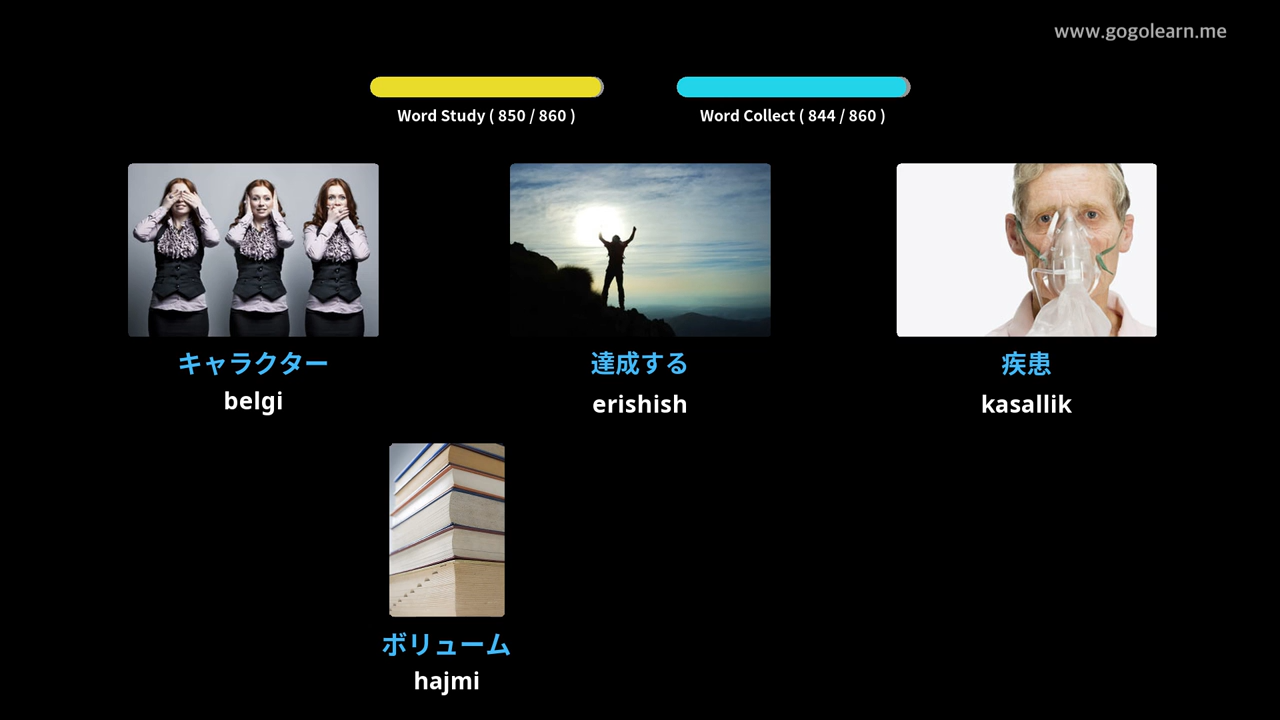 www.gogolearn.me
Word Study ( 850 / 860 )
Word Collect ( 844 / 860 )
キャラクター
belgi
達成する
erishish
疾患
kasallik
ボリューム
hajmi